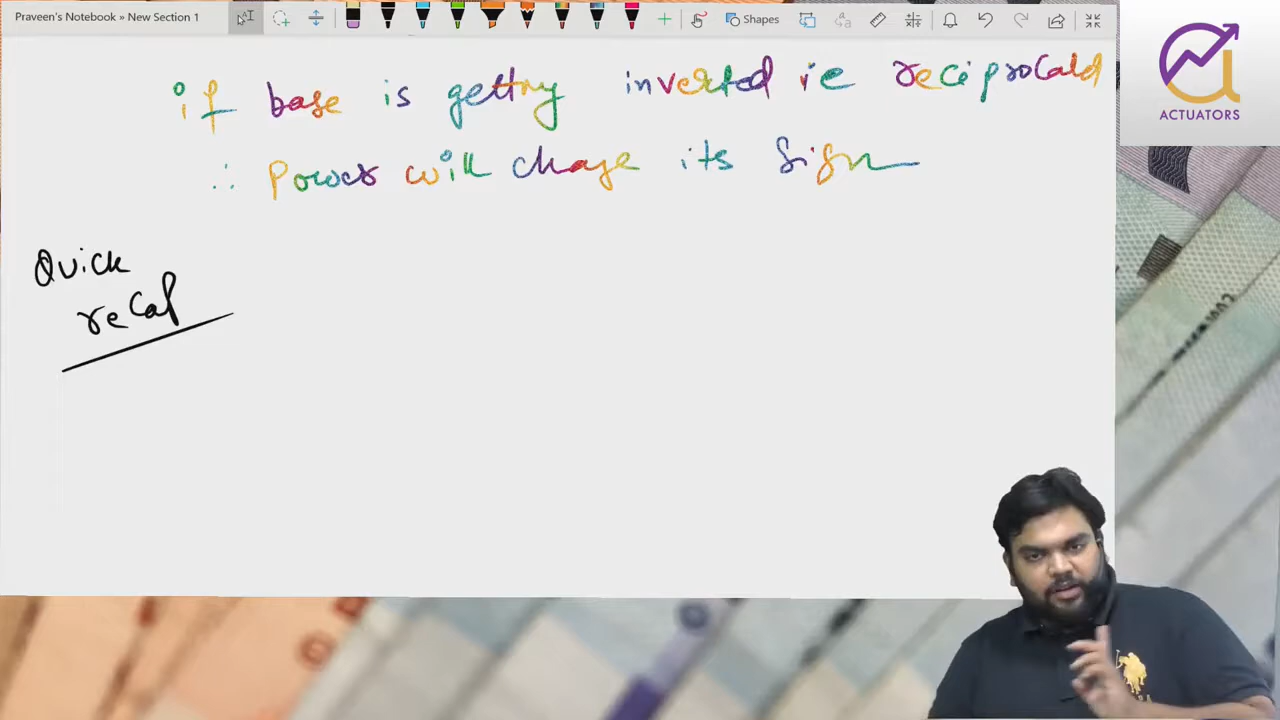 Praveen's Notebook » New Section 1
Shapes
ACTUATORS
if base is getting inverted ie reciprocald
∴ Power will change its sign
Quick
recal